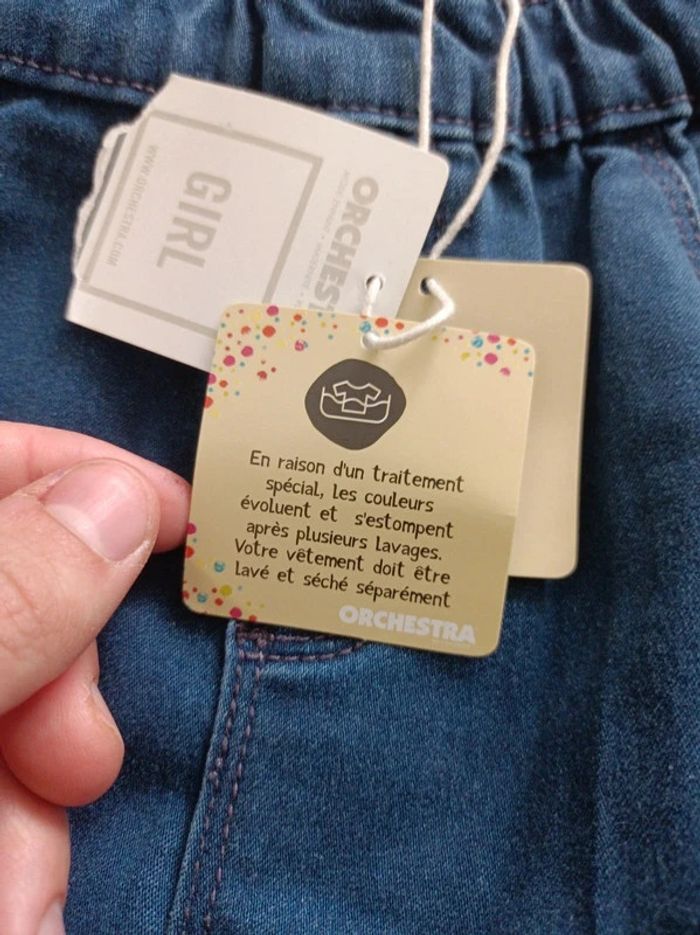 WWW.ORCHESTRA.COM
GIRL
ORCHES
En raison d'un traitement
spécial, les couleurs
évoluent et s'estompent
après plusieurs lavages.
Votre vêtement doit être
lavé et séché séparément
ORCHESTRA